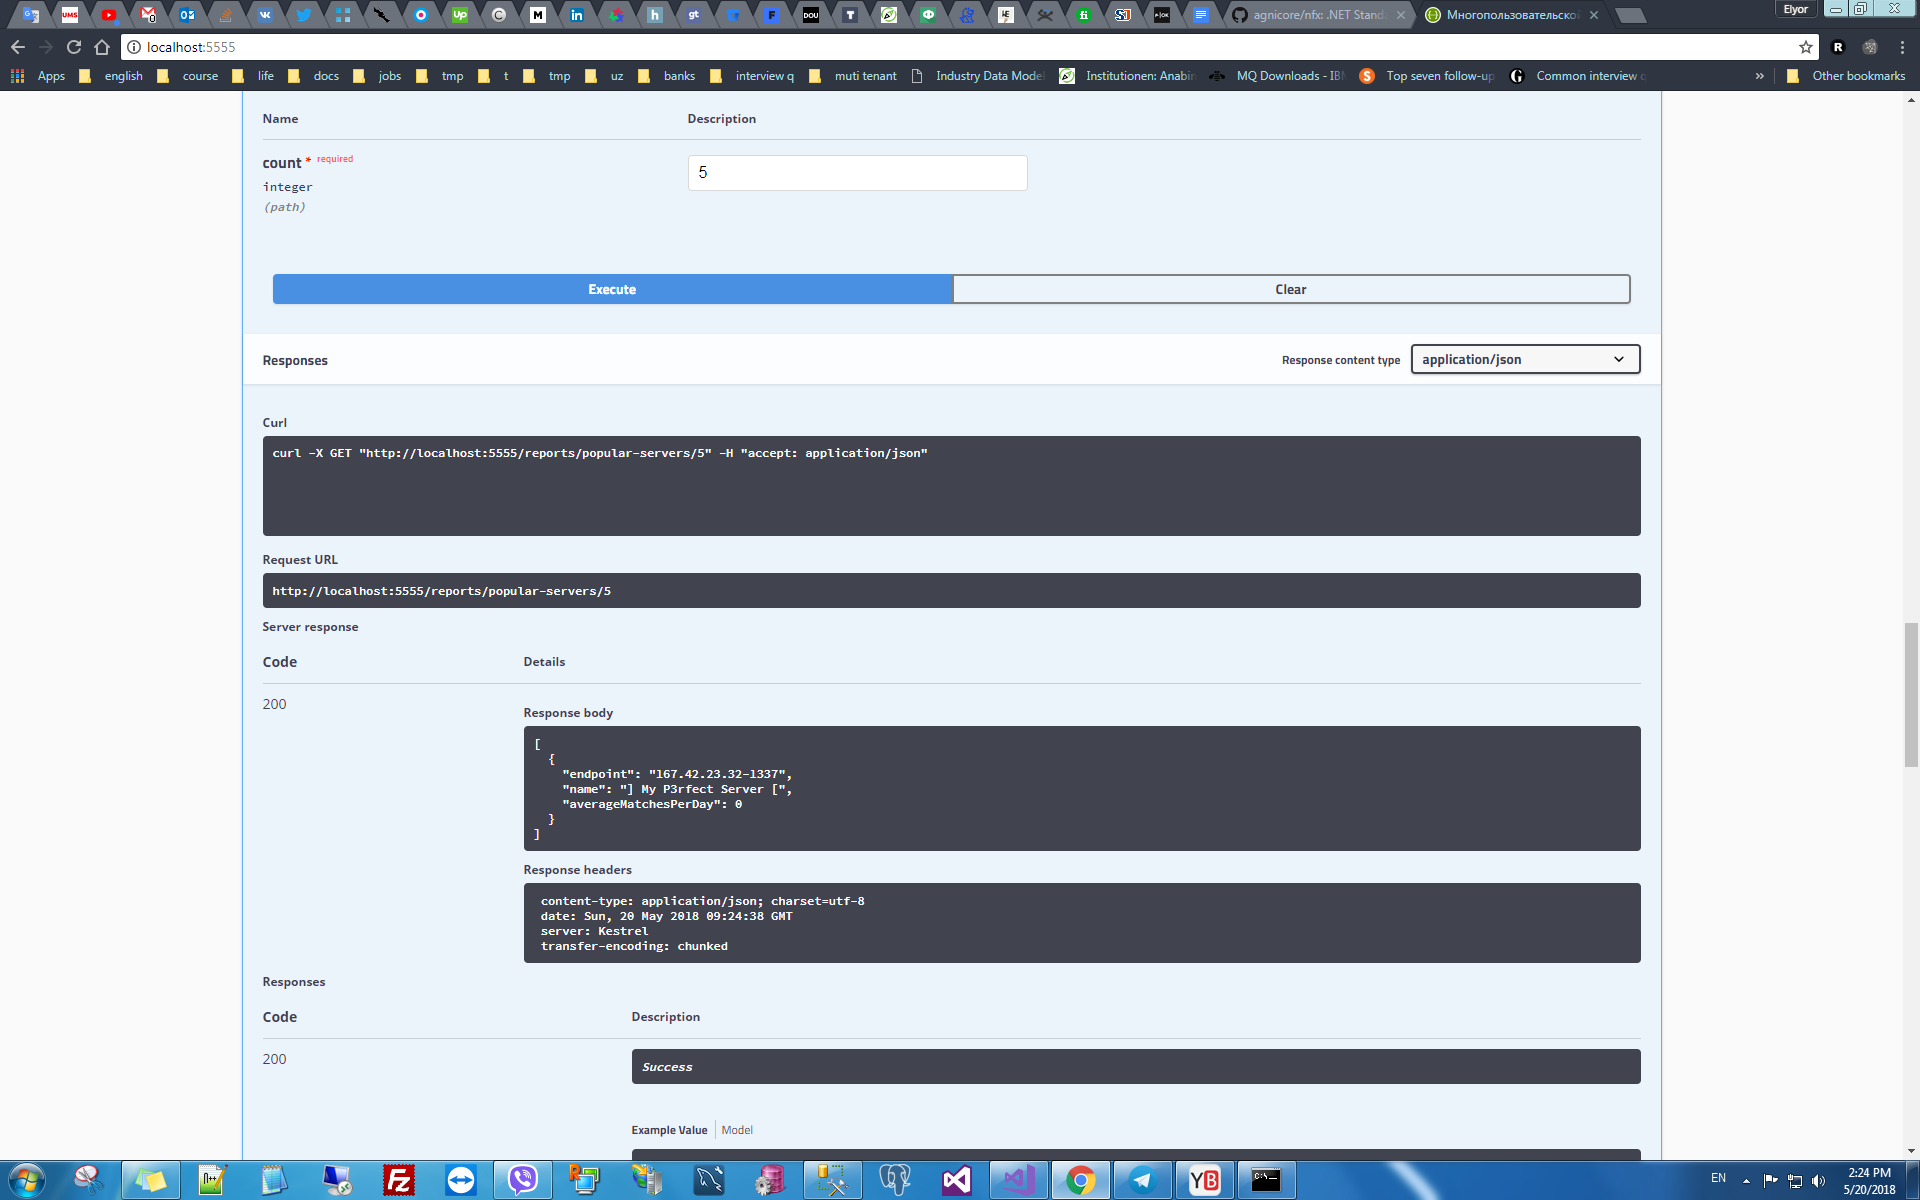 agnicore/nfx: .NET Stand
Многопользовательско
Elyor
localhost:5555
Apps
english
course
life
docs
jobs
tmp
t
tmp
uz
banks
interview q
muti tenant
Industry Data Model
Institutionen: Anabin
MQ Downloads - IBM
Top seven follow-up
Common interview q
»
Other bookmarks
Name
Description
count * required
integer
(path)
5
Execute
Clear
Responses
Response content type
application/json
Curl
curl -X GET "http://localhost:5555/reports/popular-servers/5" -H "accept: application/json"
Request URL
http://localhost:5555/reports/popular-servers/5
Server response
Code
Details
200
Response body
[
{
"endpoint": "167.42.23.32-1337",
"name": "] My P3rfect Server [",
"averageMatchesPerDay": 0
}
]
Response headers
content-type: application/json; charset=utf-8
date: Sun, 20 May 2018 09:24:38 GMT
server: Kestrel
transfer-encoding: chunked
Responses
Code
Description
200
Success
Example Value
Model
EN
2:24 PM
5/20/2018